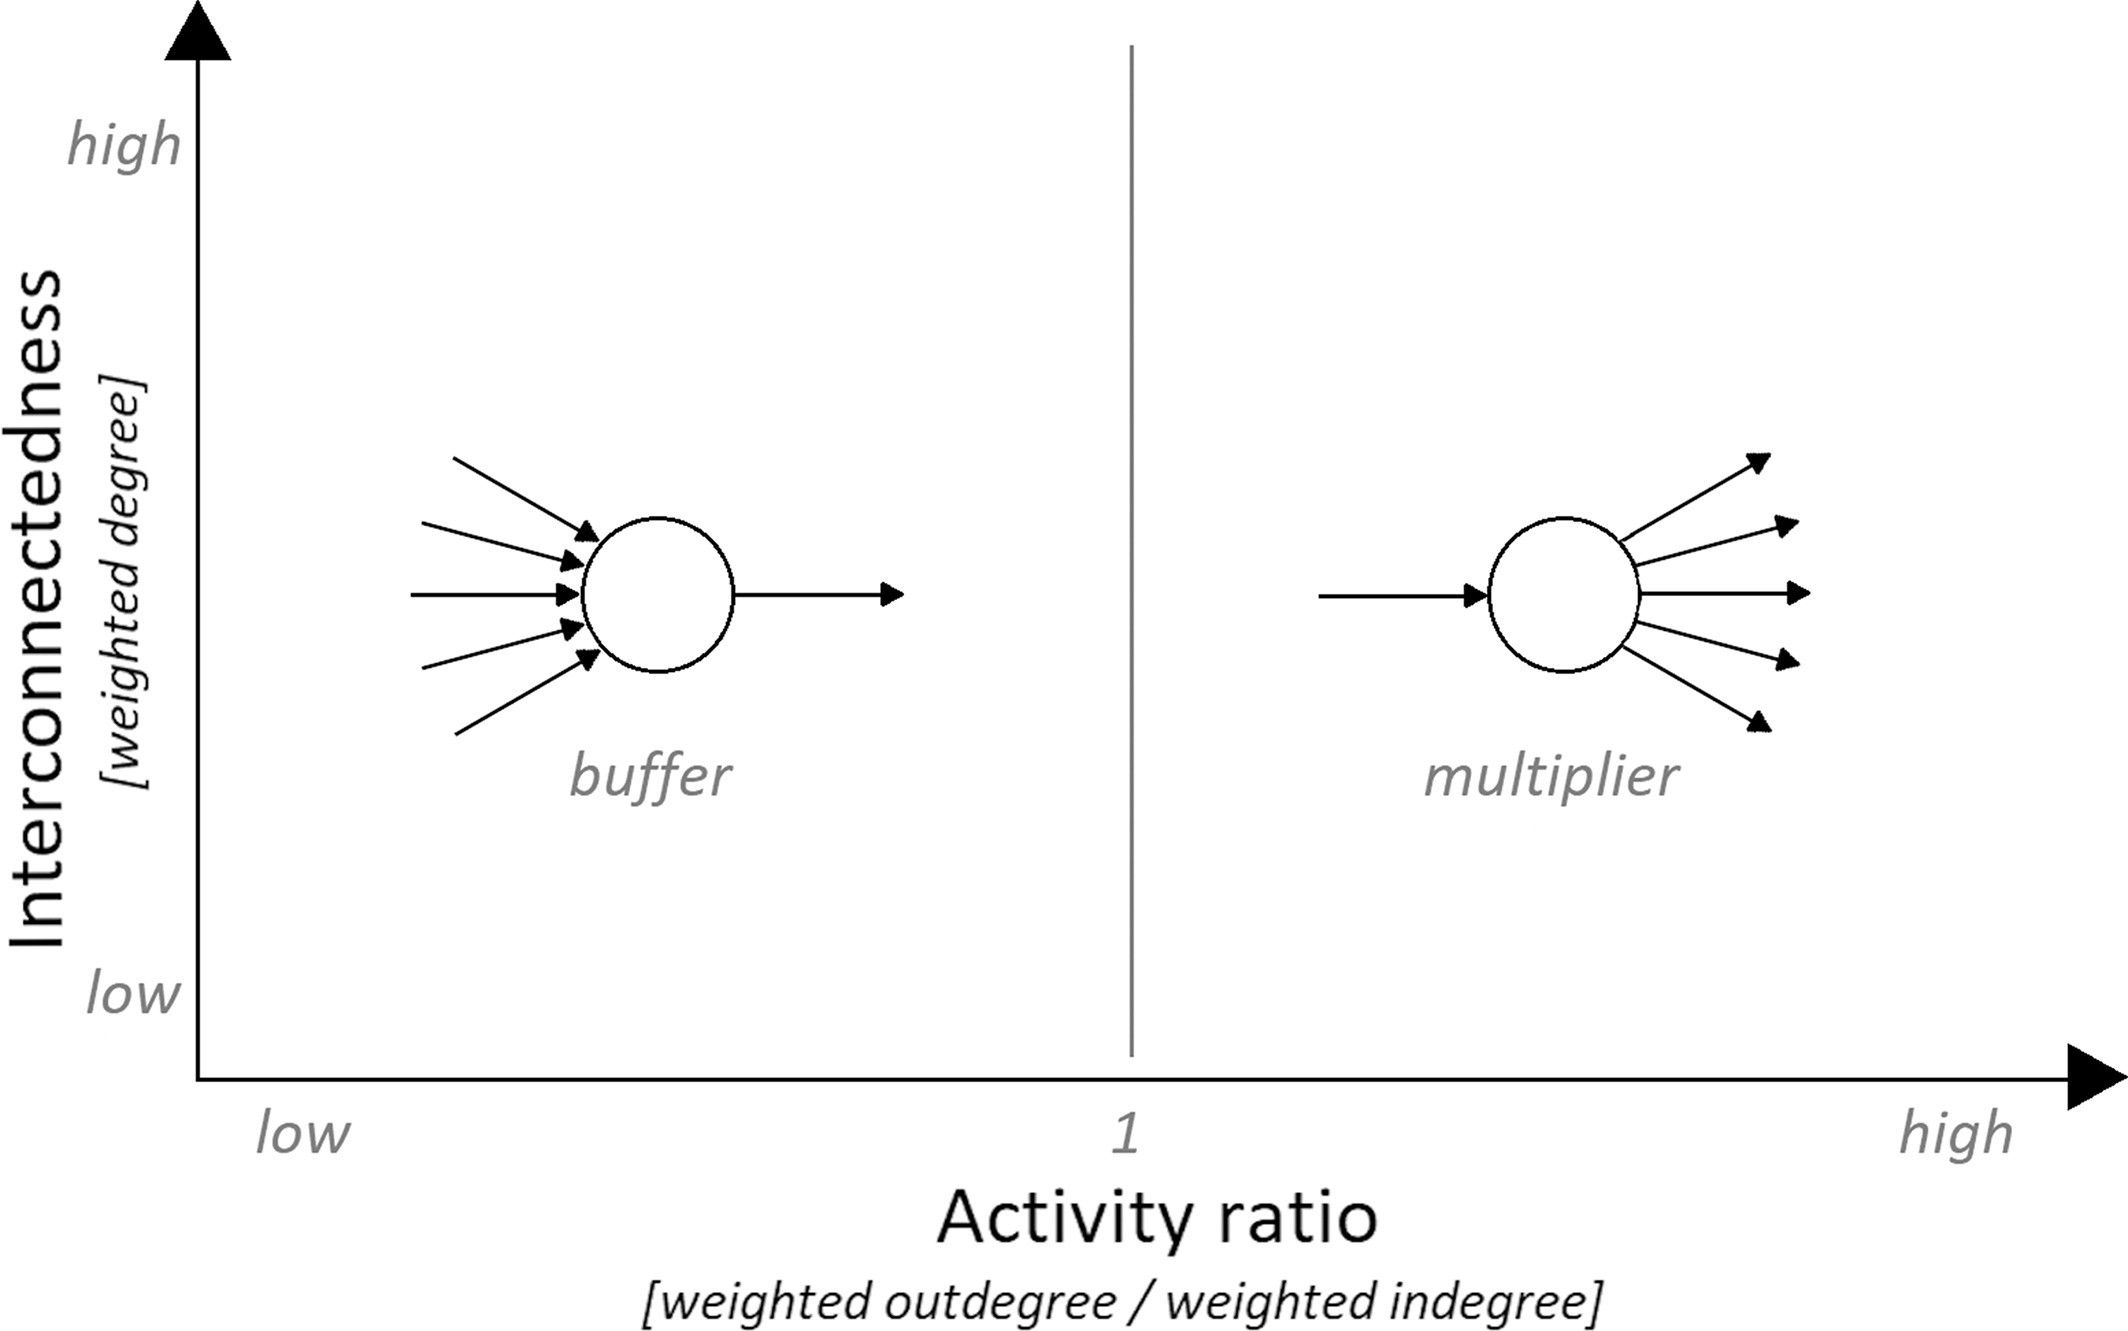 high
Interconnectedness
[weighted degree]
low
buffer
multiplier
low
1
high
Activity ratio
[weighted outdegree / weighted indegree]